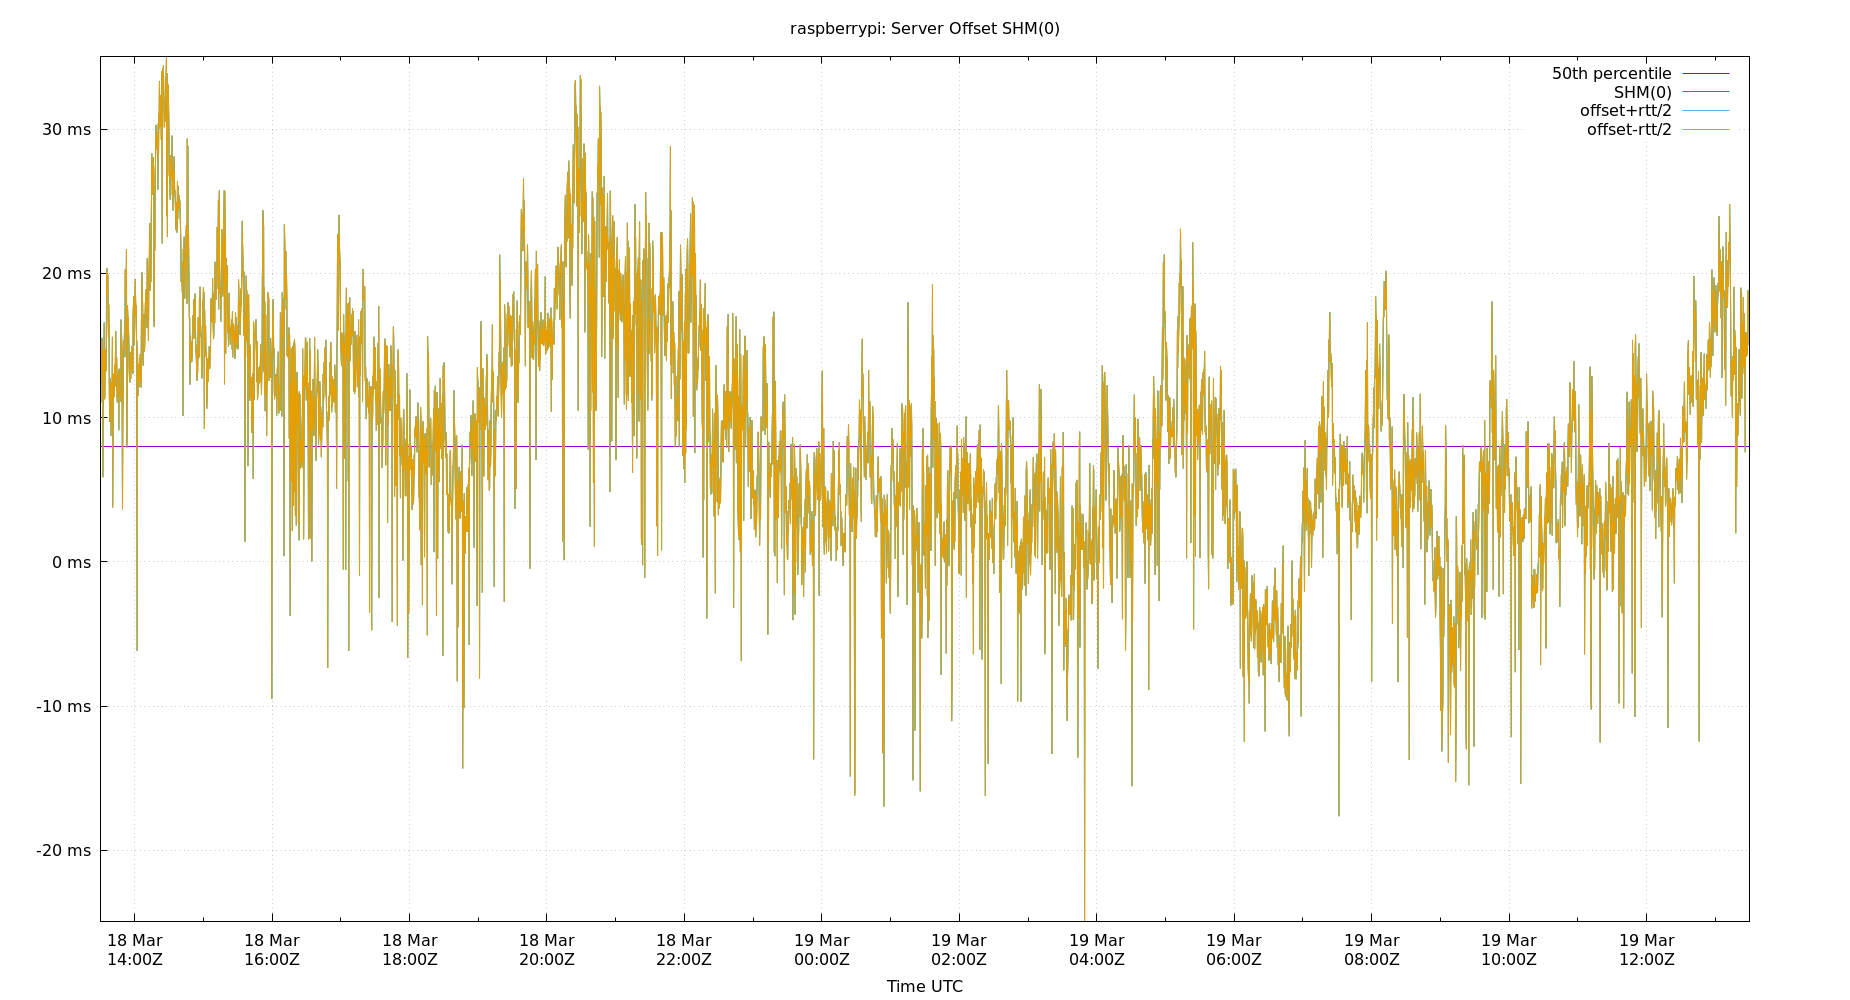 raspberrypi: Server Offset SHM(0)
50th percentile
SHM(0)
offset+rtt/2
offset-rtt/2
30 ms
20 ms
10 ms
0 ms
-10 ms
-20 ms
18 Mar 18 Mar 18 Mar 18 Mar 18 Mar 19 Mar 19 Mar 19 Mar 19 Mar 19 Mar 19 Mar 19 Mar
14:00Z 16:00Z 18:00Z 20:00Z 22:00Z 00:00Z 02:00Z 04:00Z 06:00Z 08:00Z 10:00Z 12:00Z
Time UTC